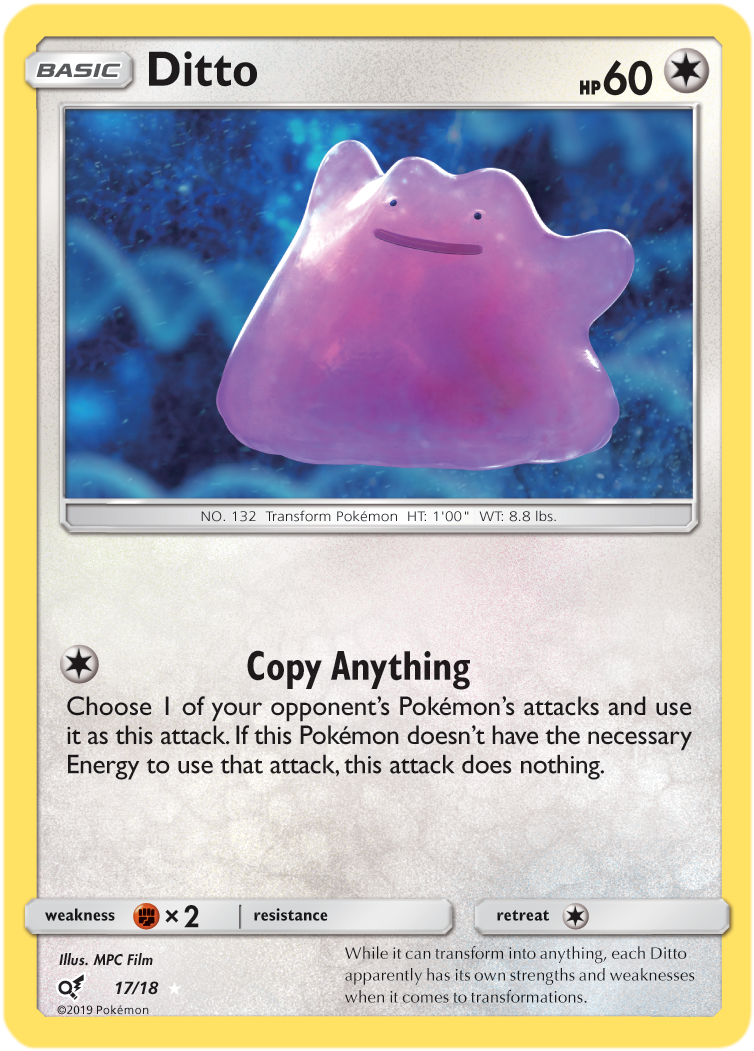 BASIC Ditto HP60
NO. 132 Transform Pokémon HT: 1'00" WT: 8.8 lbs.
Copy Anything
Choose 1 of your opponent's Pokémon's attacks and use
it as this attack. If this Pokémon doesn't have the necessary
Energy to use that attack, this attack does nothing.
weakness ×2 resistance retreat
Illus. MPC Film
17/18
©2019 Pokémon
While it can transform into anything, each Ditto
apparently has its own strengths and weaknesses
when it comes to transformations.